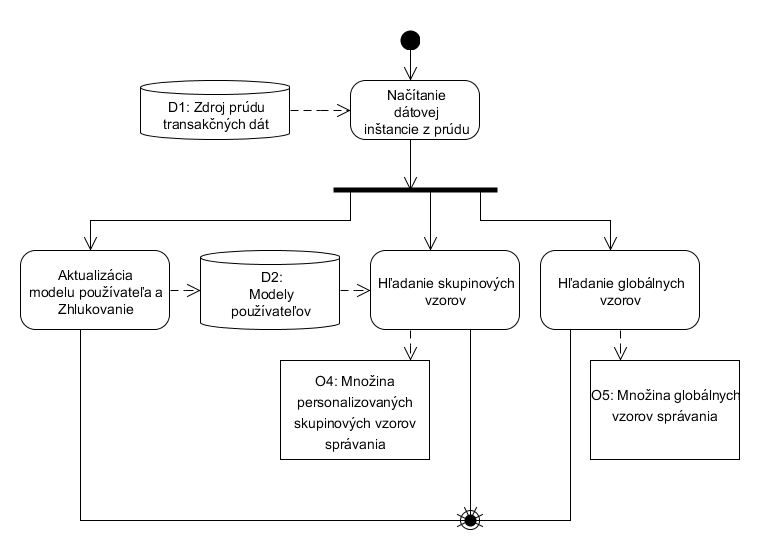 D1: Zdroj prúdu
transakčných dát
Načítanie
dátovej
inštancie z prúdu
Aktualizácia
modelu používateľa a
Zhlukovanie
D2:
Modely
používateľov
Hľadanie skupinových
vzorov
Hľadanie globálnych
vzorov
O4: Množina
personalizovaných
skupinových vzorov
správania
O5: Množina globálnych
vzorov správania